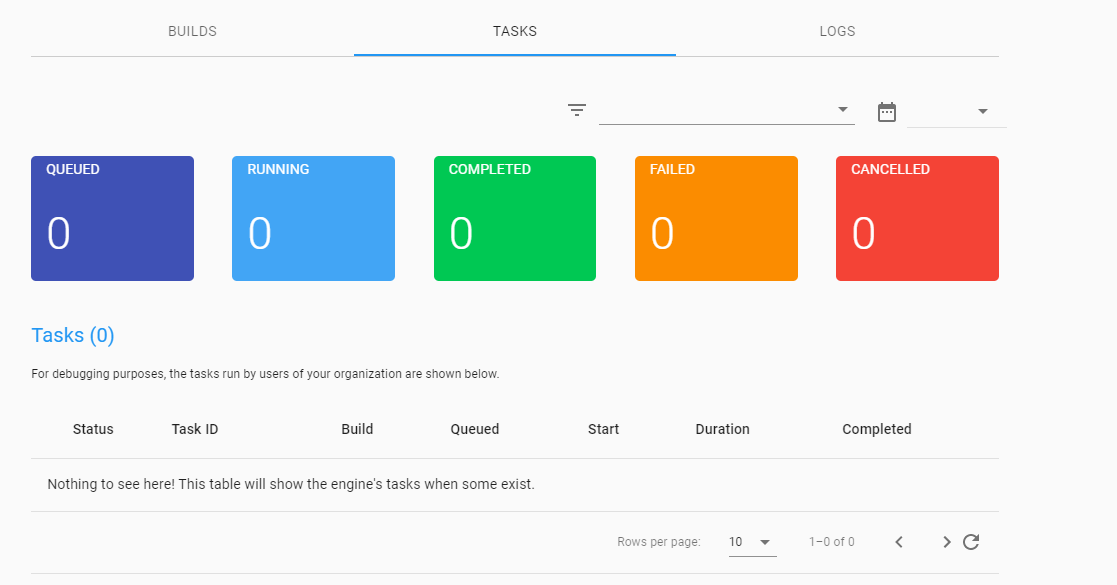 BUILDS TASKS LOGS
QUEUED RUNNING COMPLETED FAILED CANCELLED
0 0 0 0 0
Tasks (0)
For debugging purposes, the tasks run by users of your organization are shown below.
Status Task ID Build Queued Start Duration Completed
Nothing to see here! This table will show the engine's tasks when some exist.
Rows per page: 10 1–0 of 0